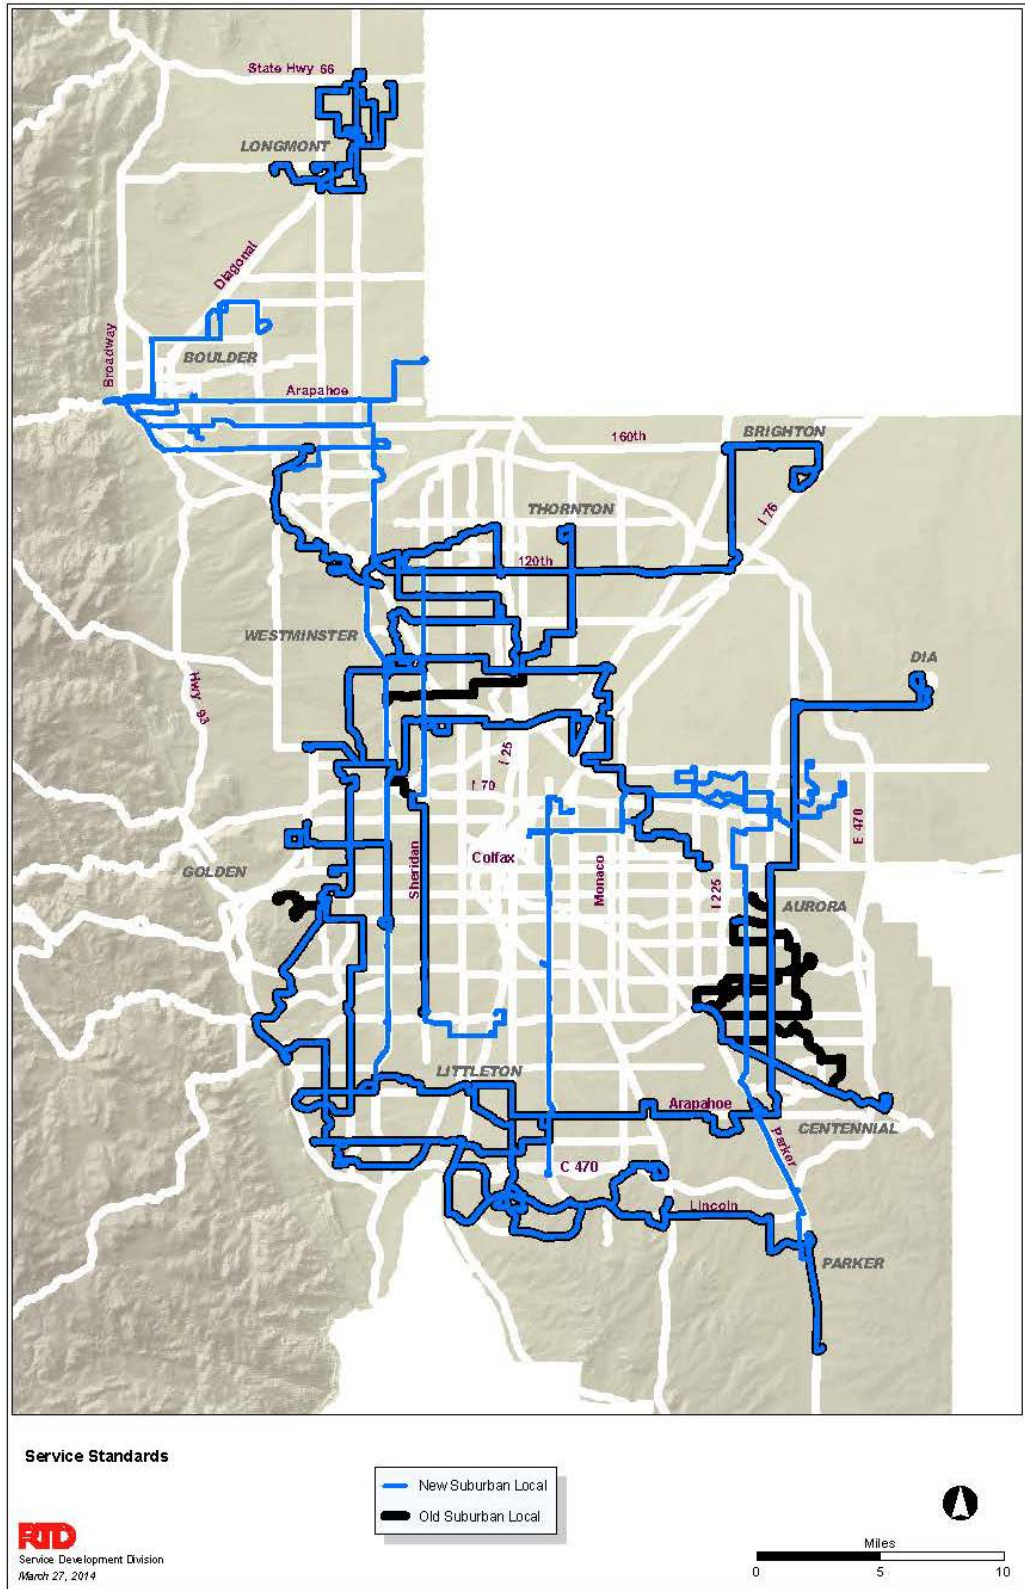 State Hwy 66
LONGMONT
Diagonal
Broadway
BOULDER
Arapahoe
160th
BRIGHTON
I 76
THORNTON
120th
WESTMINSTER
DIA
Hwy 93
I 25
I 70
E 470
Sheridan
Colfax
Monaco
I 225
GOLDEN
AURORA
LITTLETON
Arapahoe
CENTENNIAL
Parker
C 470
Lincoln
PARKER
Service Standards
New Suburban Local
Old Suburban Local
RTD
Service Development Division
March 27, 2014
Miles
0 5 10